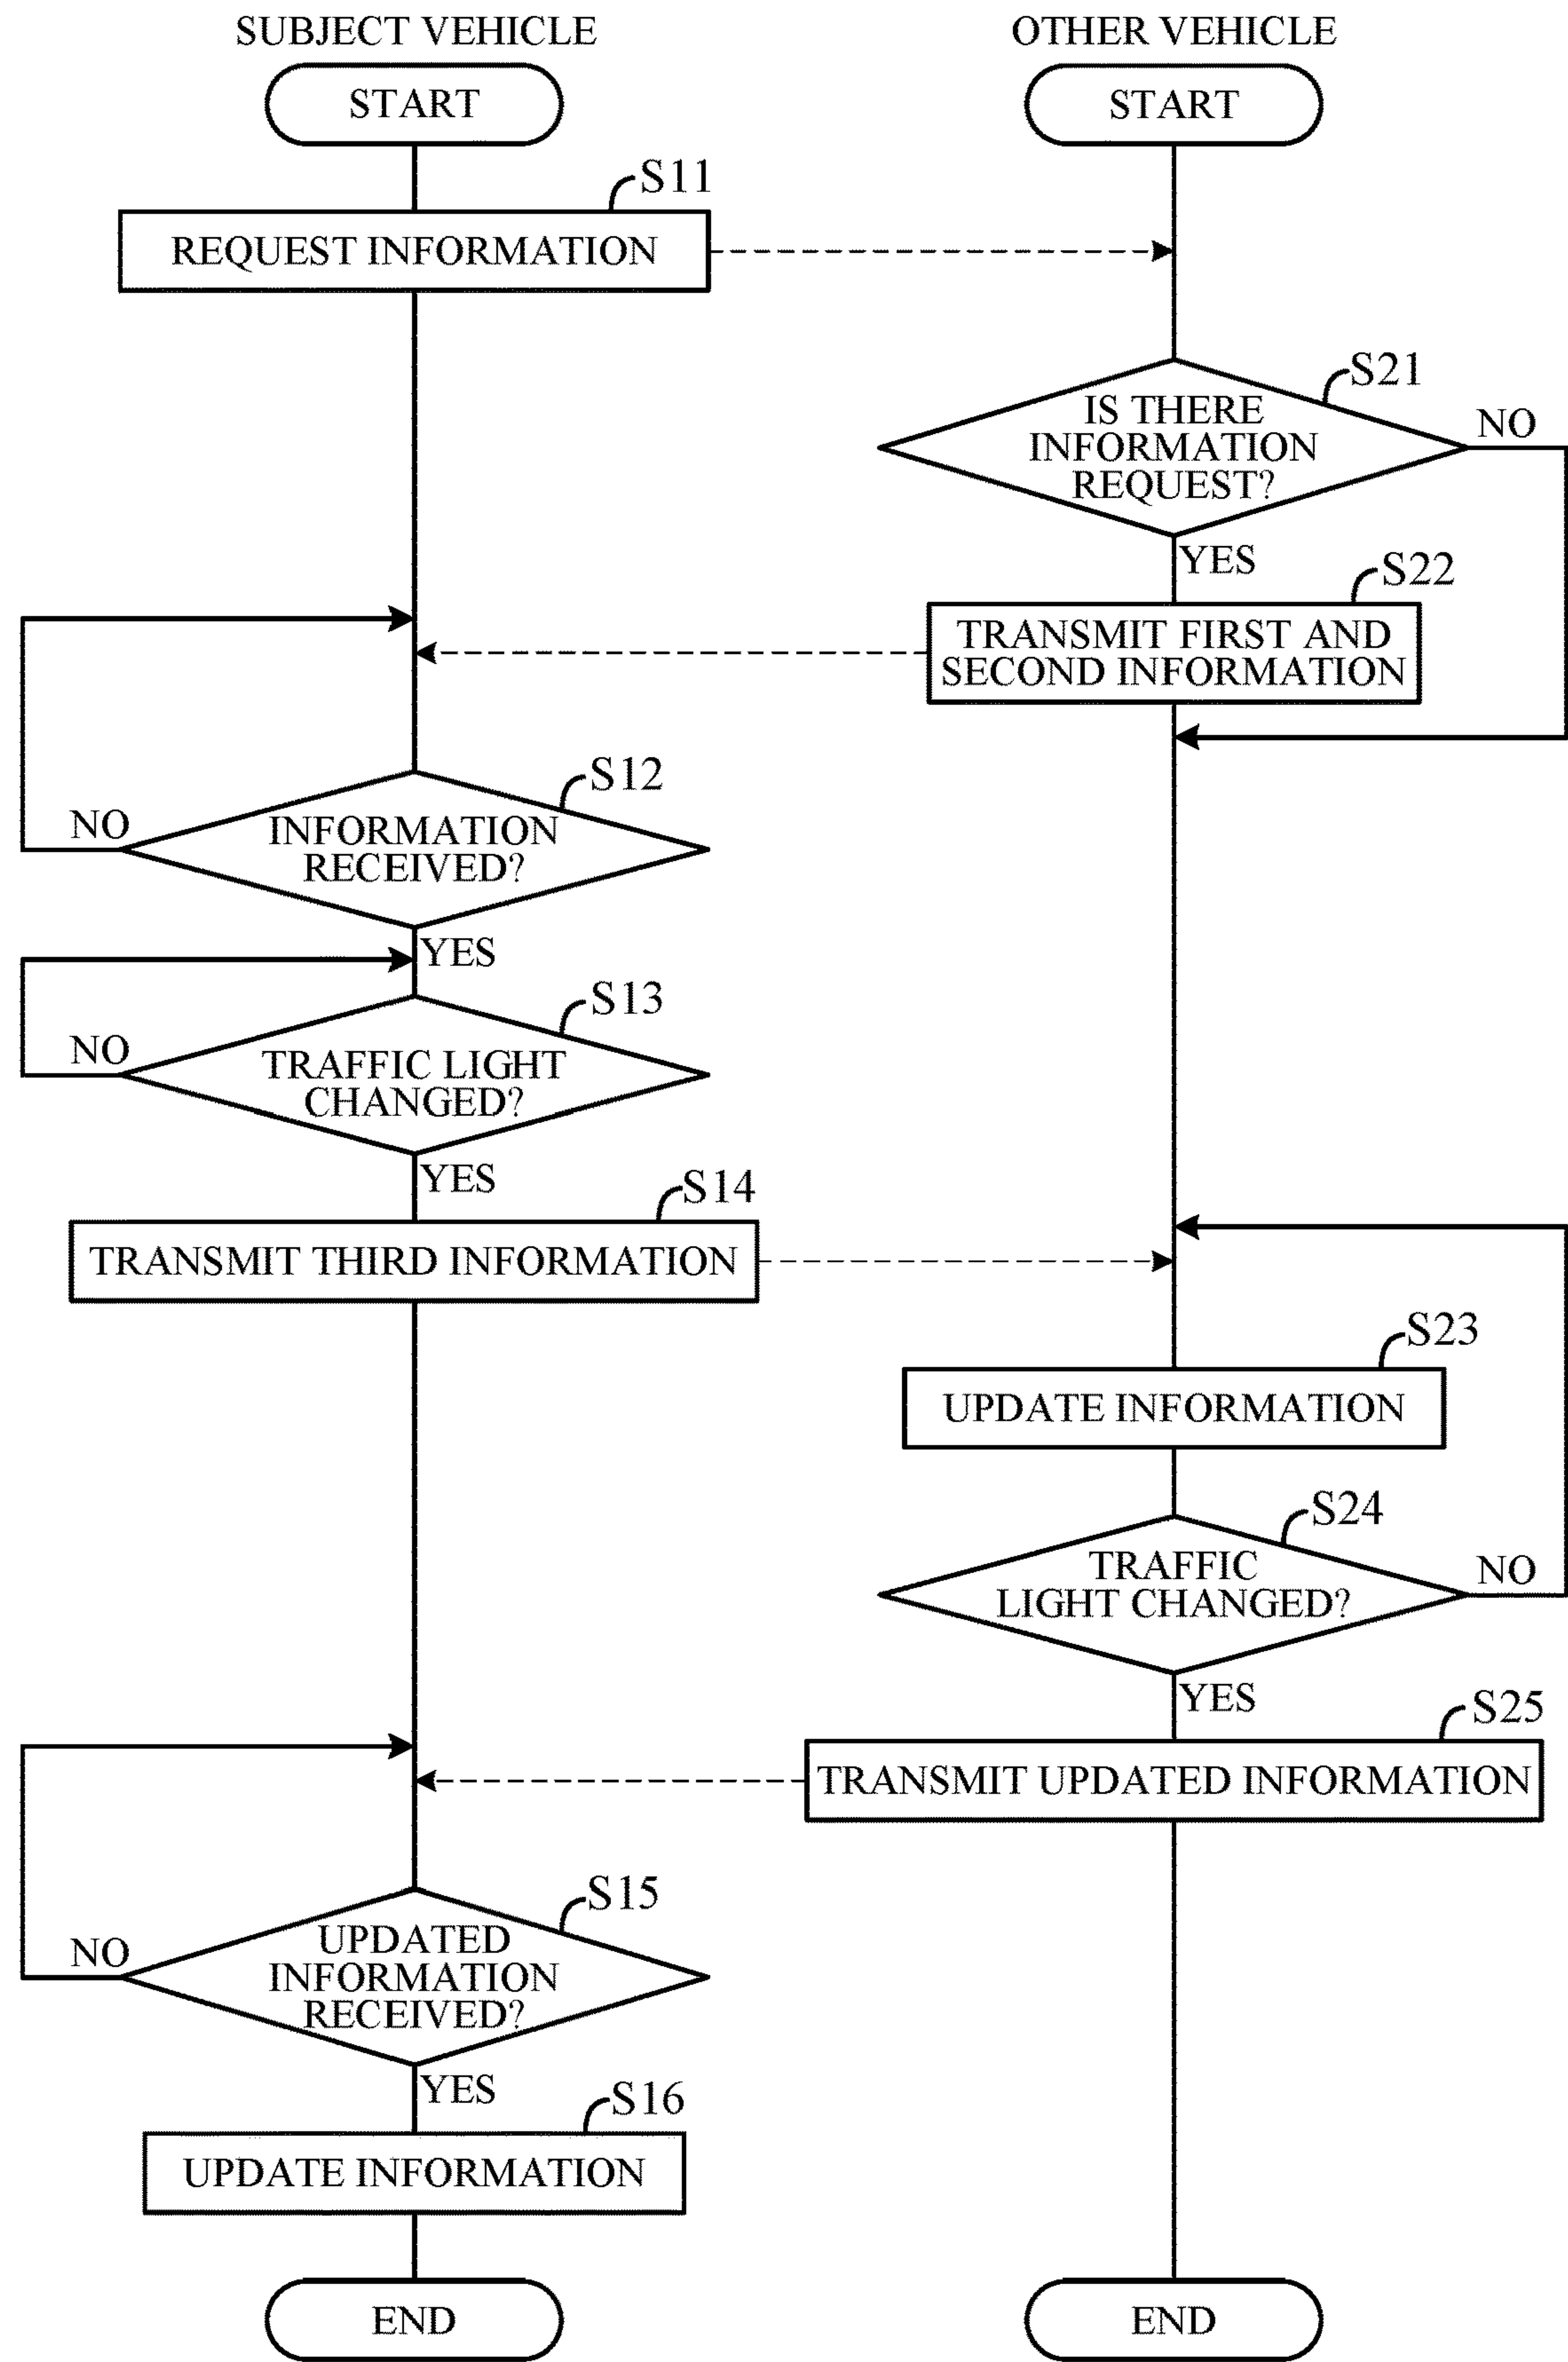 SUBJECT VEHICLE
OTHER VEHICLE
START
START
S11
REQUEST INFORMATION
S21
IS THERE
INFORMATION
REQUEST?
NO
YES
S22
TRANSMIT FIRST AND
SECOND INFORMATION
S12
INFORMATION
RECEIVED?
NO
YES
S13
TRAFFIC LIGHT
CHANGED?
NO
YES
S14
TRANSMIT THIRD INFORMATION
S23
UPDATE INFORMATION
S24
TRAFFIC
LIGHT CHANGED?
NO
YES
S25
TRANSMIT UPDATED INFORMATION
S15
UPDATED
INFORMATION
RECEIVED?
NO
YES
S16
UPDATE INFORMATION
END
END